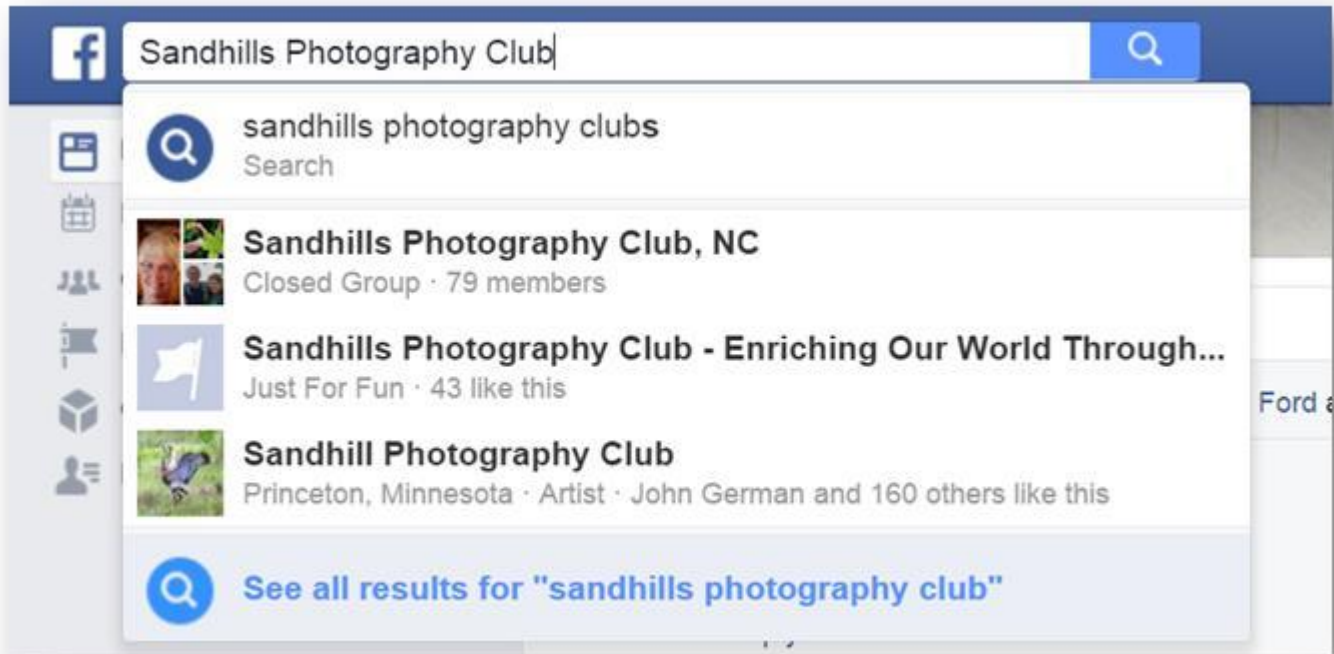 f
Sandhills Photography Club
sandhills photography clubs
Search
Sandhills Photography Club, NC
Closed Group · 79 members
Sandhills Photography Club - Enriching Our World Through...
Just For Fun · 43 like this
Ford
Sandhill Photography Club
Princeton, Minnesota · Artist · John German and 160 others like this
See all results for "sandhills photography club"